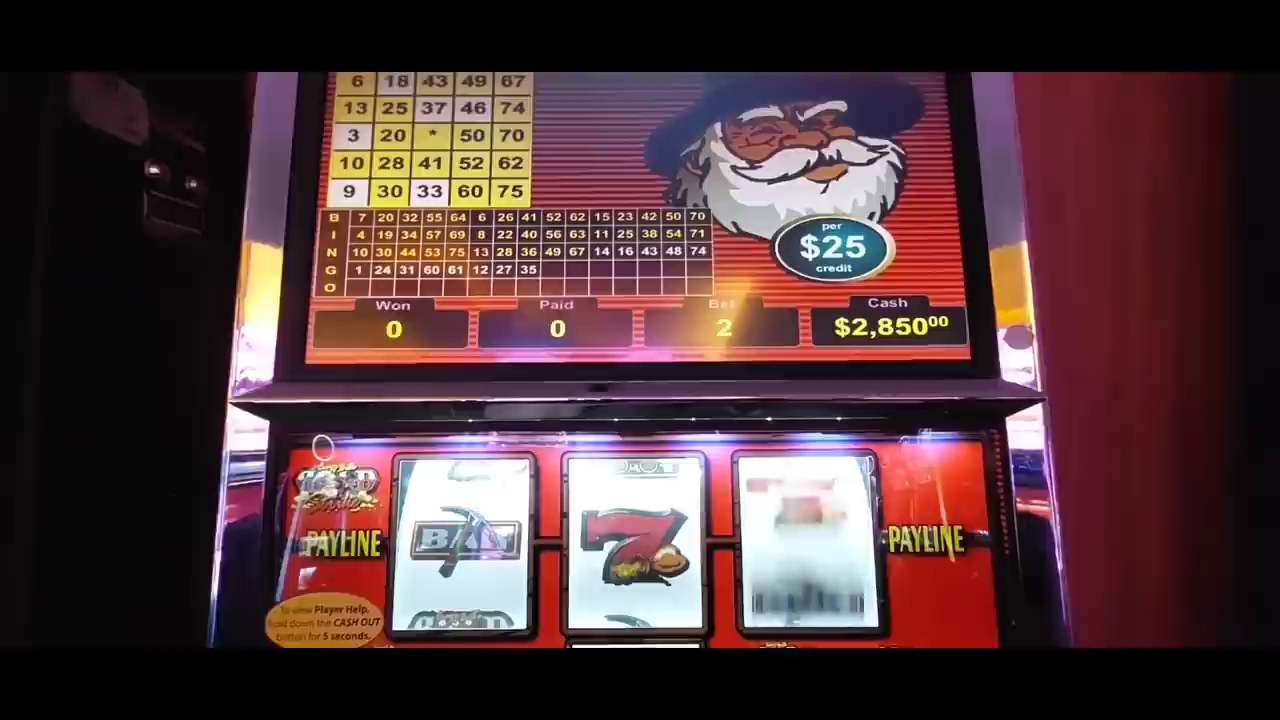 6 18 43 49 67
13 25 37 46 74
3 20 * 50 70
10 28 41 52 62
9 30 33 60 75
B 7 20 32 55 64 6 26 41 52 62 15 23 42 50 70
I 4 19 34 57 69 8 22 40 56 63 11 25 38 54 71
N 10 30 44 53 75 13 28 36 49 67 14 16 43 48 74
G 1 24 31 60 61 12 27 35
O
per
$25
credit
Won Paid Bet Cash
0 0 2 $2,850⁰⁰
PAYLINE BAR PAYLINE
To view Player Help,
hold down the CASH OUT
button for 5 seconds.